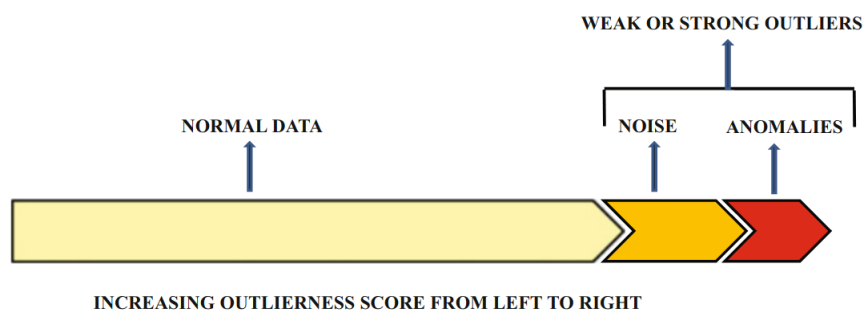 WEAK OR STRONG OUTLIERS
NORMAL DATA
NOISE
ANOMALIES
INCREASING OUTLIERNESS SCORE FROM LEFT TO RIGHT